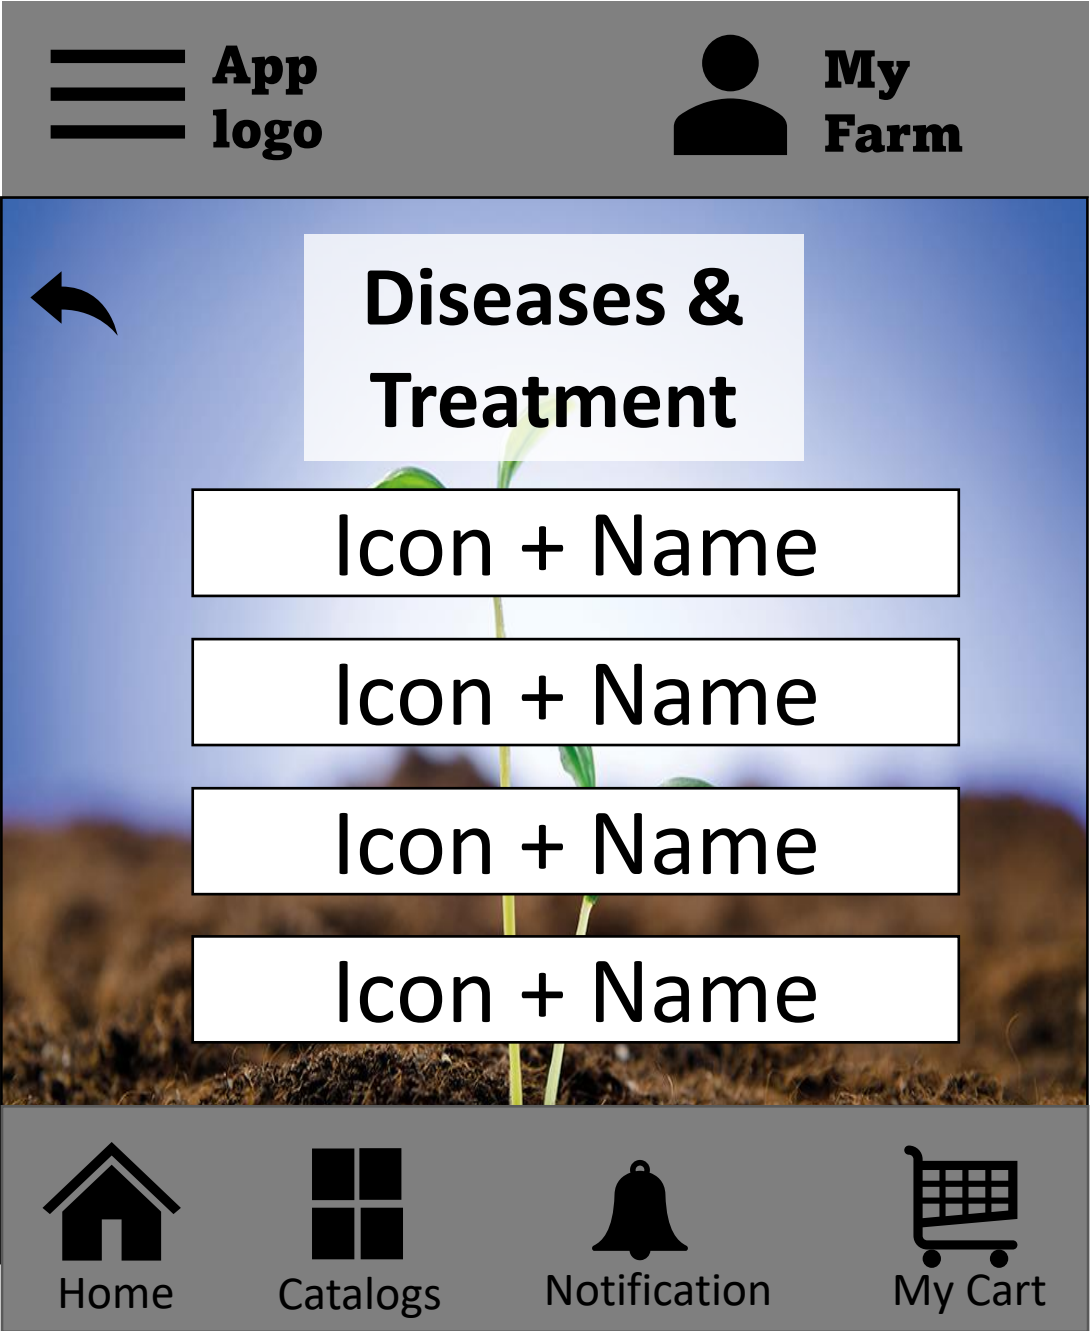 App
logo
My
Farm
Diseases &
Treatment
Icon + Name
Icon + Name
Icon + Name
Icon + Name
Home
Catalogs
Notification
My Cart